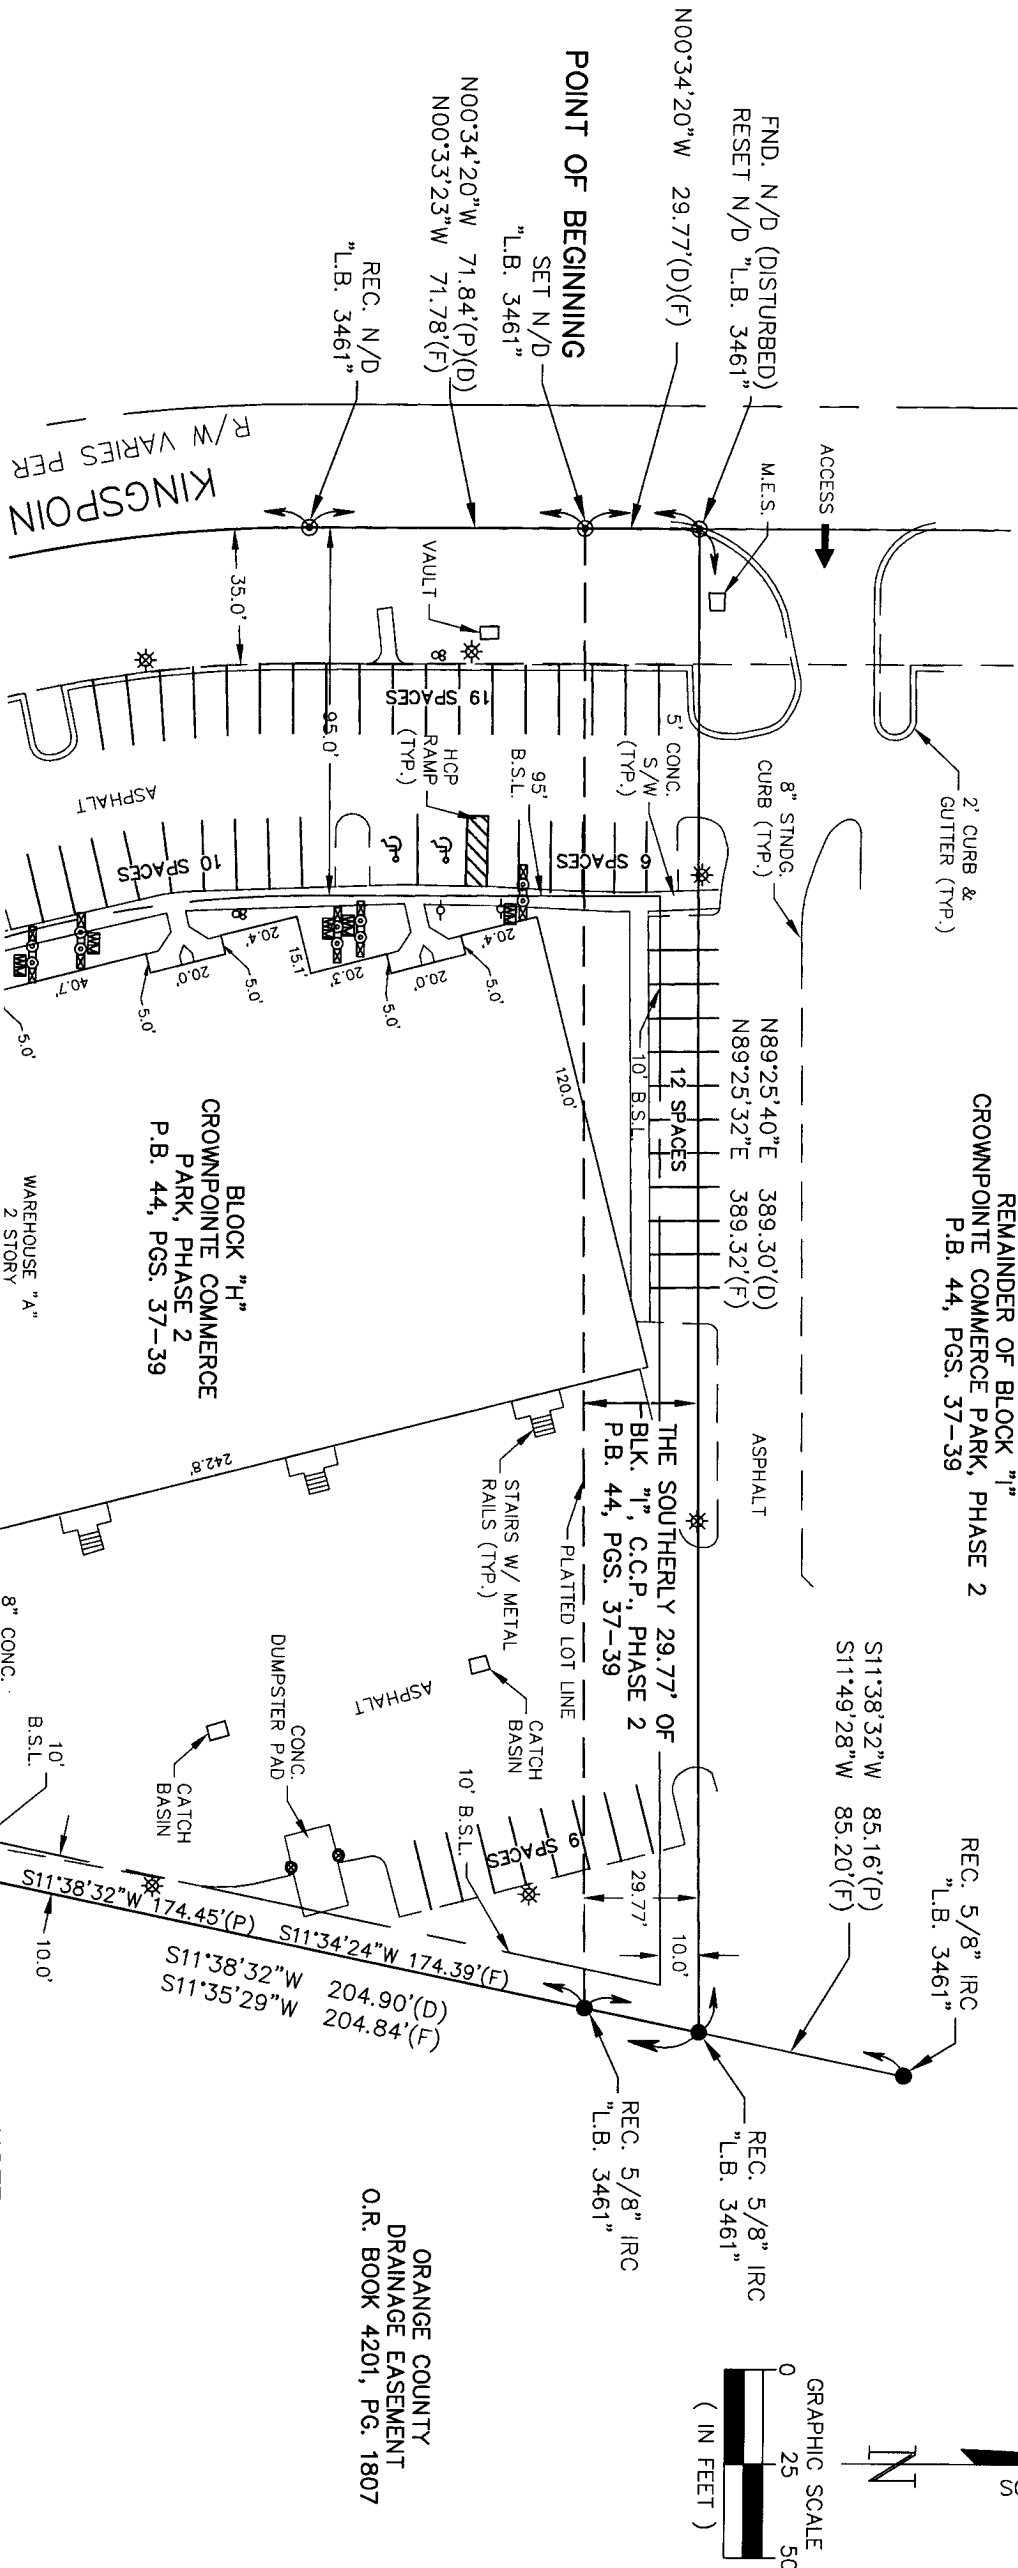 REMAINDER OF BLOCK "I"
CROWNPOINTE COMMERCE PARK, PHASE 2
P.B. 44, PGS. 37-39
2' CURB &
GUTTER (TYP.)
ACCESS
M.E.S.
FND. N/D (DISTURBED)
RESET N/D "L.B. 3461"
N00°34'20"W 29.77'(D)(F)
POINT OF BEGINNING
SET N/D
"L.B. 3461"
N00°34'20"W 71.84'(P)(D)
N00°33'23"W 71.78'(F)
REC. N/D
"L.B. 3461"
KINGSPOIN
R/W VARIES PER
35.0'
VAULT
19 SPACES
95.0'
HCP
RAMP
(TYP.)
95'
B.S.L.
5' CONC.
S/W
(TYP.)
8" STNDG.
CURB (TYP.)
ASPHALT
10 SPACES
6 SPACES
WM
WM
WM
WM
40.7'
5.0'
5.0'
20.0'
5.0'
20.4'
15.1'
20.3'
5.0'
20.0'
5.0'
20.4'
120.0'
10' B.S.L.
12 SPACES
N89°25'40"E 389.30'(D)
N89°25'32"E 389.32'(F)
BLOCK "H"
CROWNPOINTE COMMERCE
PARK, PHASE 2
P.B. 44, PGS. 37-39
WAREHOUSE "A"
2 STORY
242.8'
ASPHALT
THE SOUTHERLY 29.77' OF
BLK. "I", C.C.P., PHASE 2
P.B. 44, PGS. 37-39
PLATTED LOT LINE
STAIRS W/ METAL
RAILS (TYP.)
CATCH
BASIN
ASPHALT
CONC.
DUMPSTER PAD
CATCH
BASIN
8" CONC.
10'
B.S.L.
10' B.S.L.
9 SPACES
29.77'
10.0'
10.0'
S11°38'32"W 174.45'(P)
S11°34'24"W 174.39'(F)
S11°38'32"W 204.90'(D)
S11°35'29"W 204.84'(F)
S11°38'32"W 85.16'(P)
S11°49'28"W 85.20'(F)
REC. 5/8" IRC
"L.B. 3461"
REC. 5/8" IRC
"L.B. 3461"
REC. 5/8" IRC
"L.B. 3461"
ORANGE COUNTY
DRAINAGE EASEMENT
O.R. BOOK 4201, PG. 1807
N
GRAPHIC SCALE
0 25 50
( IN FEET )